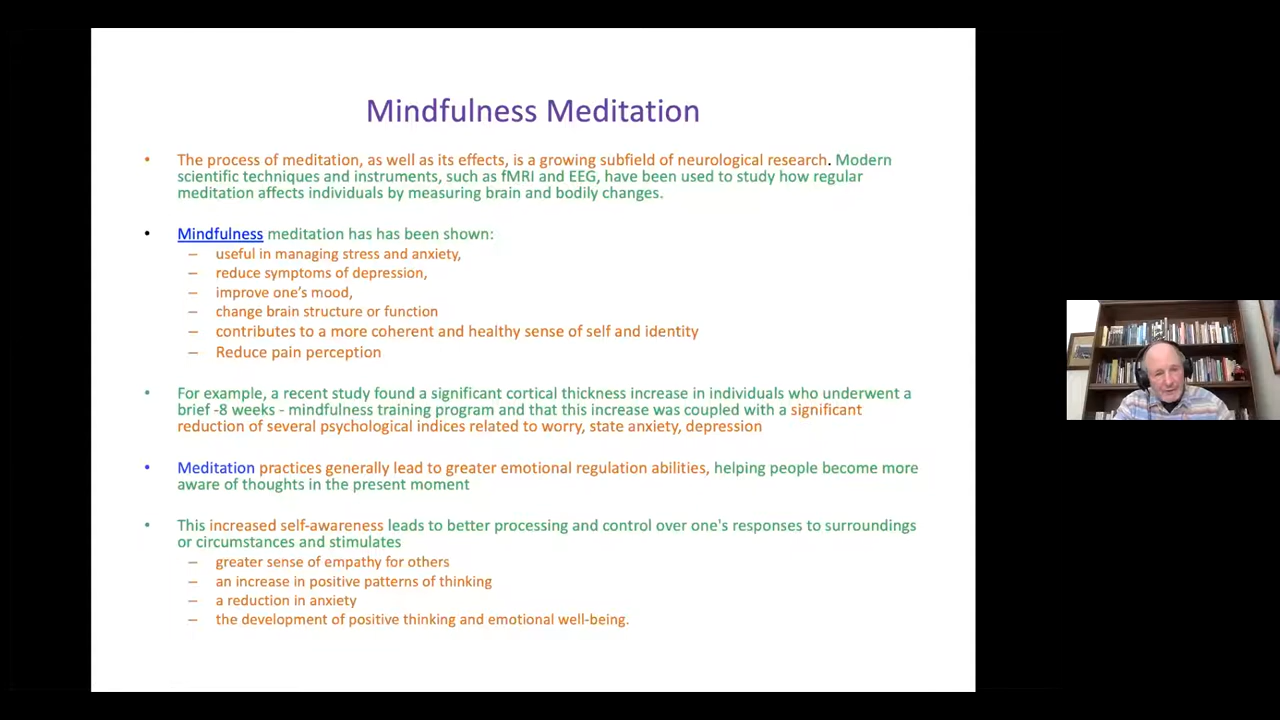 Mindfulness Meditation
• The process of meditation, as well as its effects, is a growing subfield of neurological research. Modern
scientific techniques and instruments, such as fMRI and EEG, have been used to study how regular
meditation affects individuals by measuring brain and bodily changes.
• Mindfulness meditation has has been shown:
– useful in managing stress and anxiety,
– reduce symptoms of depression,
– improve one's mood,
– change brain structure or function
– contributes to a more coherent and healthy sense of self and identity
– Reduce pain perception
• For example, a recent study found a significant cortical thickness increase in individuals who underwent a
brief -8 weeks - mindfulness training program and that this increase was coupled with a significant
reduction of several psychological indices related to worry, state anxiety, depression
• Meditation practices generally lead to greater emotional regulation abilities, helping people become more
aware of thoughts in the present moment
• This increased self-awareness leads to better processing and control over one's responses to surroundings
or circumstances and stimulates
– greater sense of empathy for others
– an increase in positive patterns of thinking
– a reduction in anxiety
– the development of positive thinking and emotional well-being.